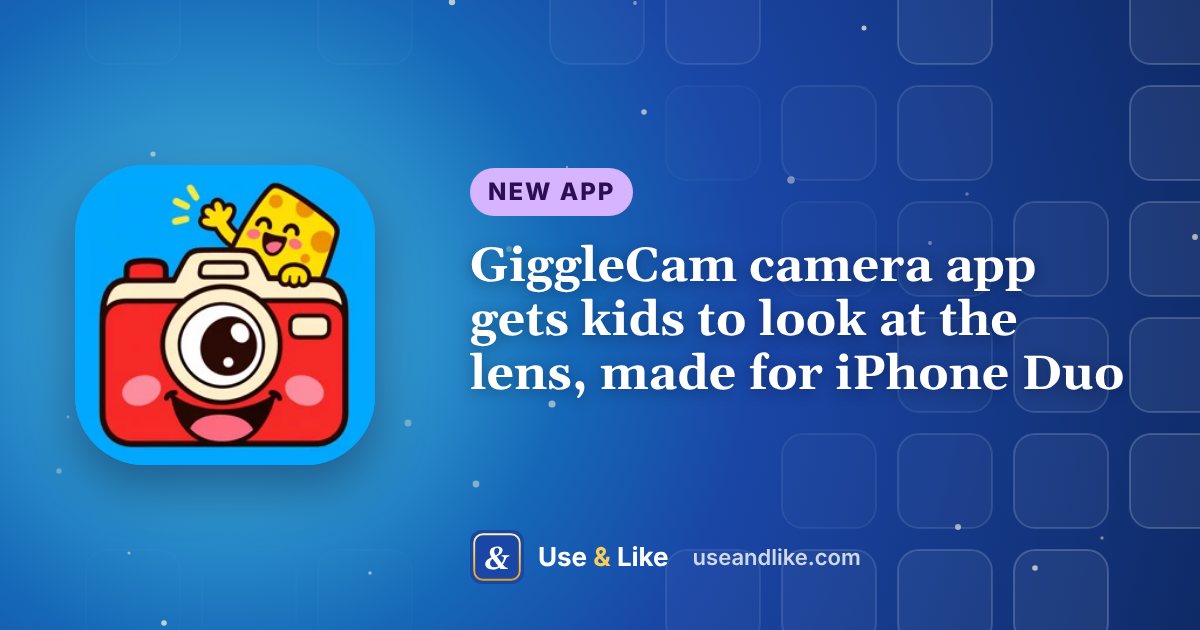 NEW APP
GiggleCam camera app
gets kids to look at the
lens, made for iPhone Duo
& Use & Like useandlike.com